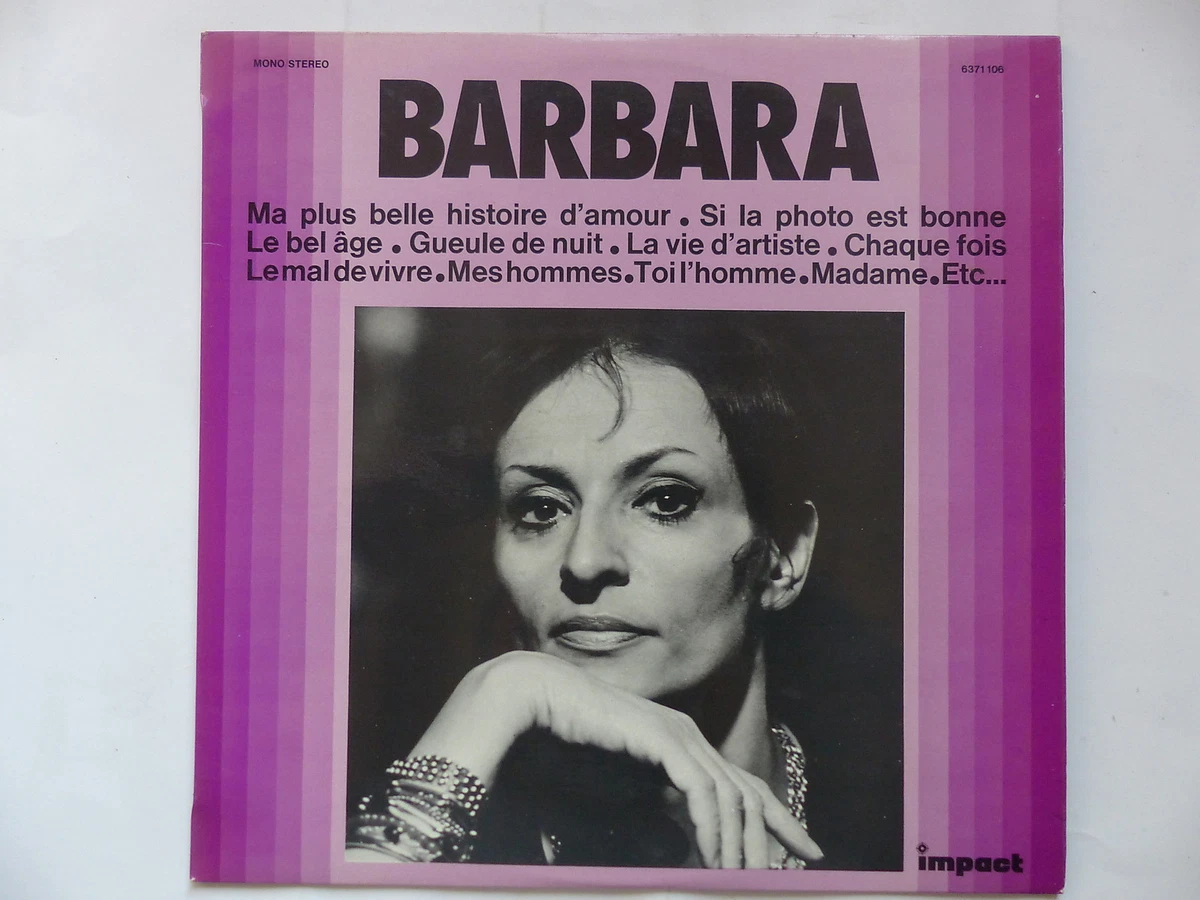 MONO STEREO
6371106
BARBARA
Ma plus belle histoire d'amour • Si la photo est bonne
Le bel âge • Gueule de nuit • La vie d'artiste • Chaque fois
Le mal de vivre • Mes hommes • Toi l'homme • Madame • Etc...
impact